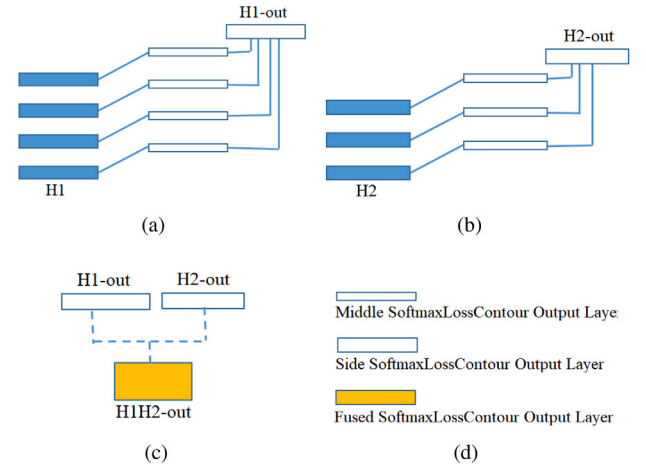 H1-out
H1
(a)
H2-out
H2
(b)
H1-out
H2-out
H1H2-out
(c)
Middle SoftmaxLossContour Output Laye
Side SoftmaxLossContour Output Layer
Fused SoftmaxLossContour Output Layer
(d)